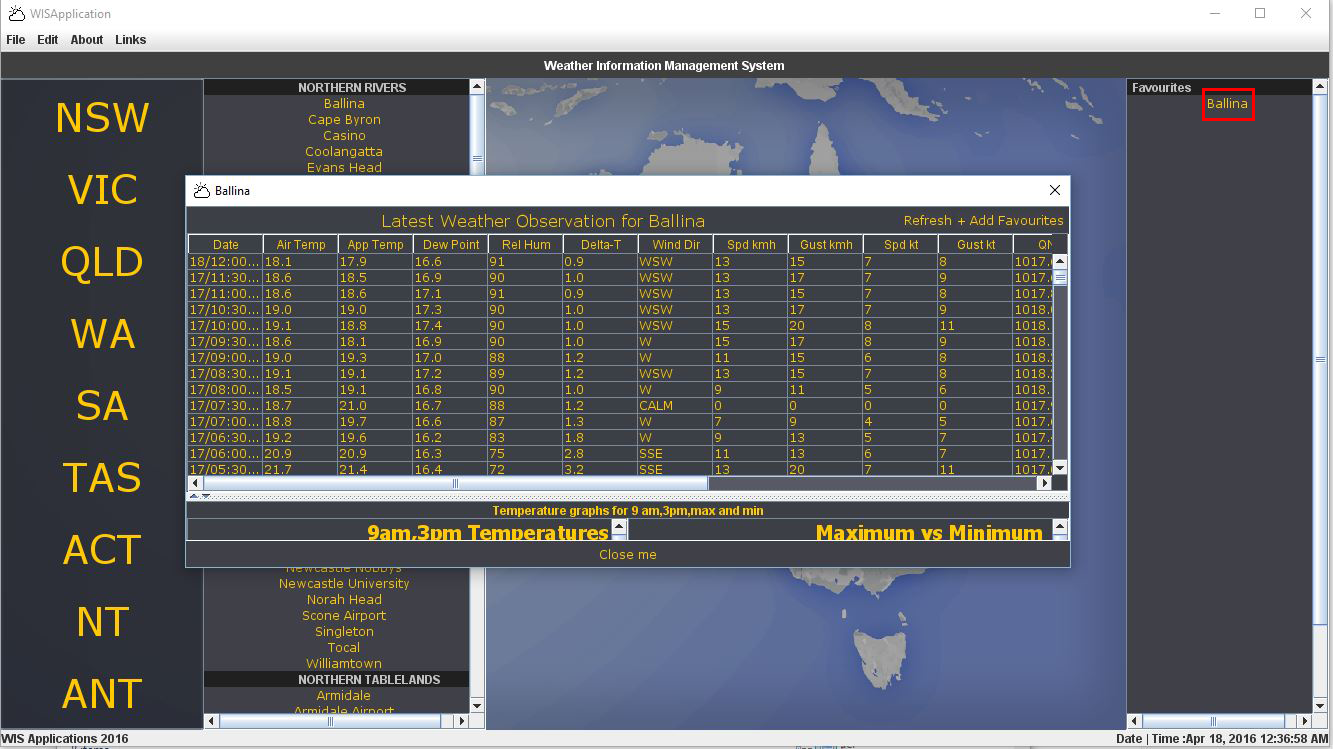 WISApplication
File Edit About Links
Weather Information Management System
NSW
VIC
QLD
WA
SA
TAS
ACT
NT
ANT
NORTHERN RIVERS
Ballina
Cape Byron
Casino
Coolangatta
Evans Head
Favourites
Ballina
Ballina
Latest Weather Observation for Ballina
Refresh + Add Favourites
Date Air Temp App Temp Dew Point Rel Hum Delta-T Wind Dir Spd kmh Gust kmh Spd kt Gust kt
18/12:00... 18.1 17.9 16.6 91 0.9 WSW 13 15 7 8 1017.
17/11:30... 18.6 18.5 16.9 90 1.0 WSW 13 17 7 9 1017.
17/11:00... 18.6 18.6 17.1 91 0.9 WSW 13 15 7 8 1017.
17/10:30... 19.0 19.0 17.3 90 1.0 WSW 13 17 7 9 1018.
17/10:00... 19.1 18.8 17.4 90 1.0 WSW 15 20 8 11 1018.
17/09:30... 18.6 18.1 16.9 90 1.0 W 15 17 8 9 1018.
17/09:00... 19.0 19.3 17.0 88 1.2 W 11 15 6 8 1018.
17/08:30... 19.1 19.1 17.2 89 1.2 WSW 13 15 7 8 1018.
17/08:00... 18.5 19.1 16.8 90 1.0 W 9 11 5 6 1018.
17/07:30... 18.7 21.0 16.7 88 1.2 CALM 0 0 0 0 1017.
17/07:00... 18.8 19.7 16.6 87 1.3 W 7 9 4 5 1017.
17/06:30... 19.2 19.6 16.2 83 1.8 W 9 13 5 7 1017.
17/06:00... 20.9 20.9 16.3 75 2.8 SSE 11 13 6 7 1017.
17/05:30... 21.7 21.4 16.4 72 3.2 SSE 13 20 7 11 1017.
Temperature graphs for 9 am,3pm,max and min
9am,3pm Temperatures
Maximum vs Minimum
Close me
Newcastle Nobbys
Newcastle University
Norah Head
Scone Airport
Singleton
Tocal
Williamtown
NORTHERN TABLELANDS
Armidale
Armidale Airport
WIS Applications 2016
Date | Time :Apr 18, 2016 12:36:58 AM